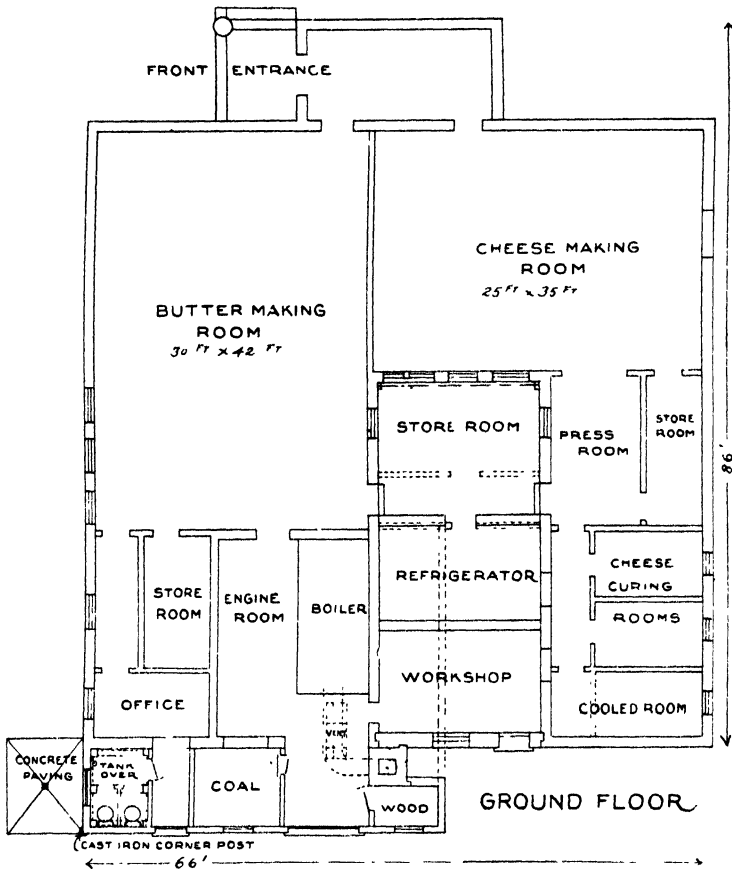 FRONT ENTRANCE
CHEESE MAKING
ROOM
25 FT x 35 FT
BUTTER MAKING
ROOM
30 FT x 42 FT
STORE ROOM
PRESS
ROOM
STORE
ROOM
86'
REFRIGERATOR
CHEESE
CURING
ROOMS
STORE
ROOM
ENGINE
ROOM
BOILER
WORKSHOP
OFFICE
COOLED ROOM
CONCRETE
PAVING
TANK
OVER
COAL
WOOD
GROUND FLOOR
CAST IRON CORNER POST
66'